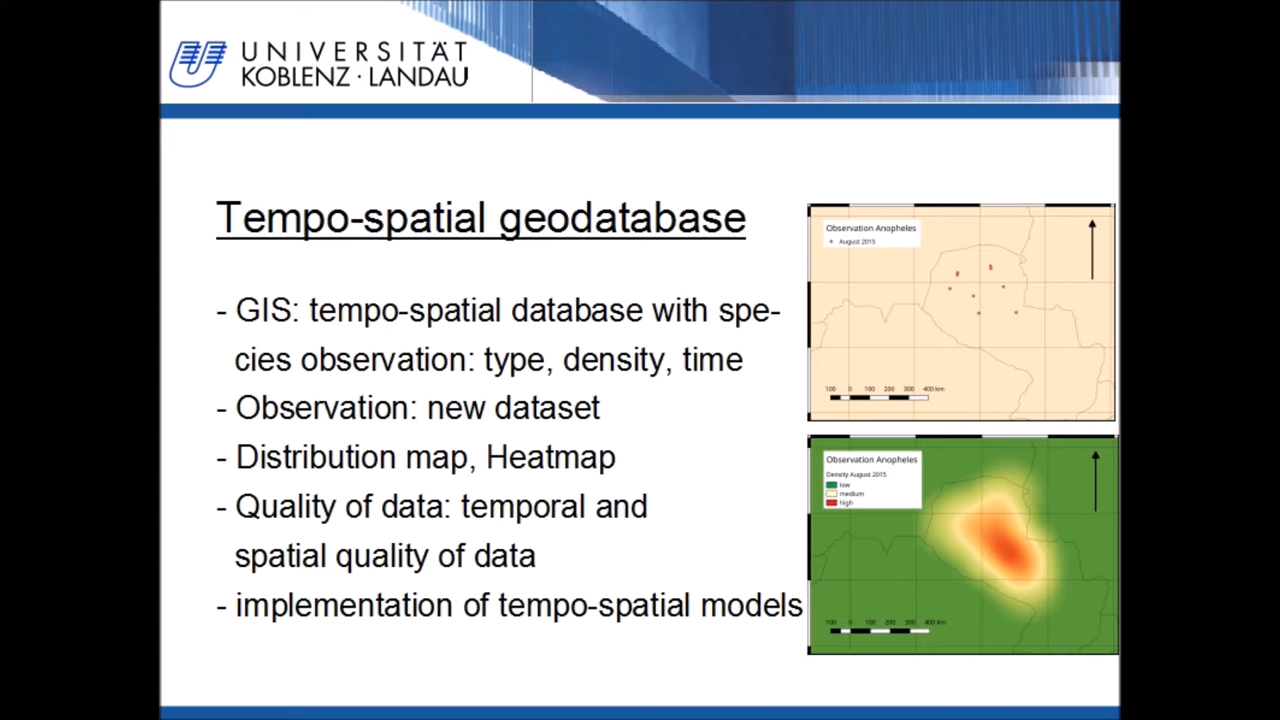 UNIVERSITÄT
KOBLENZ · LANDAU
Tempo-spatial geodatabase
- GIS: tempo-spatial database with spe-
cies observation: type, density, time
- Observation: new dataset
- Distribution map, Heatmap
- Quality of data: temporal and
spatial quality of data
- implementation of tempo-spatial models
Observation Anopheles
August 2015
100 0 100 200 300 400 km
Observation Anopheles
Density August 2015
low
medium
high
100 0 100 200 300 400 km